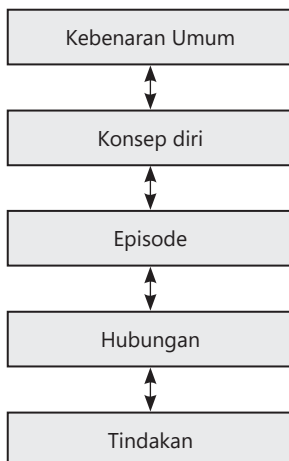 Kebenaran Umum
Konsep diri
Episode
Hubungan
Tindakan